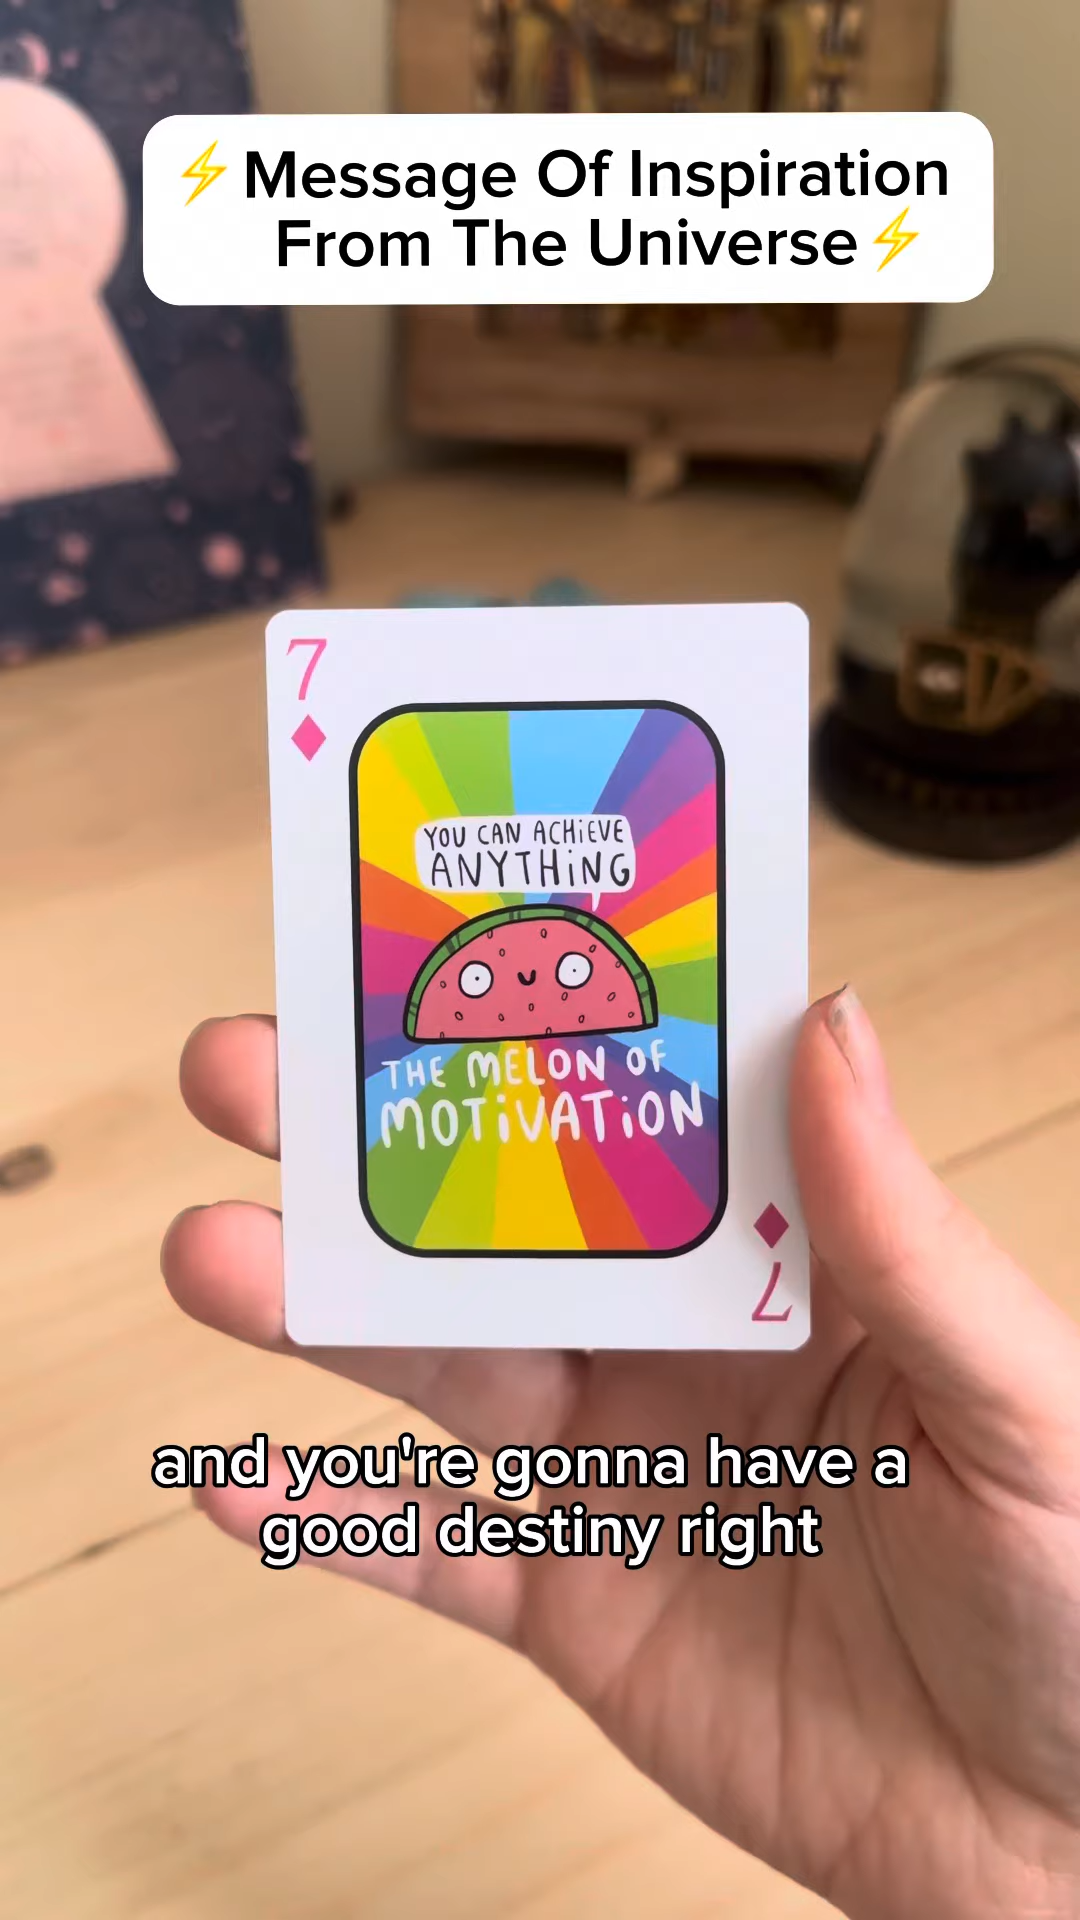 ⚡Message Of Inspiration
From The Universe⚡
7
YOU CAN ACHiEVE
ANYTHiNG
THE MELON OF
MOTiVATiON
7
and you're gonna have a
good destiny right